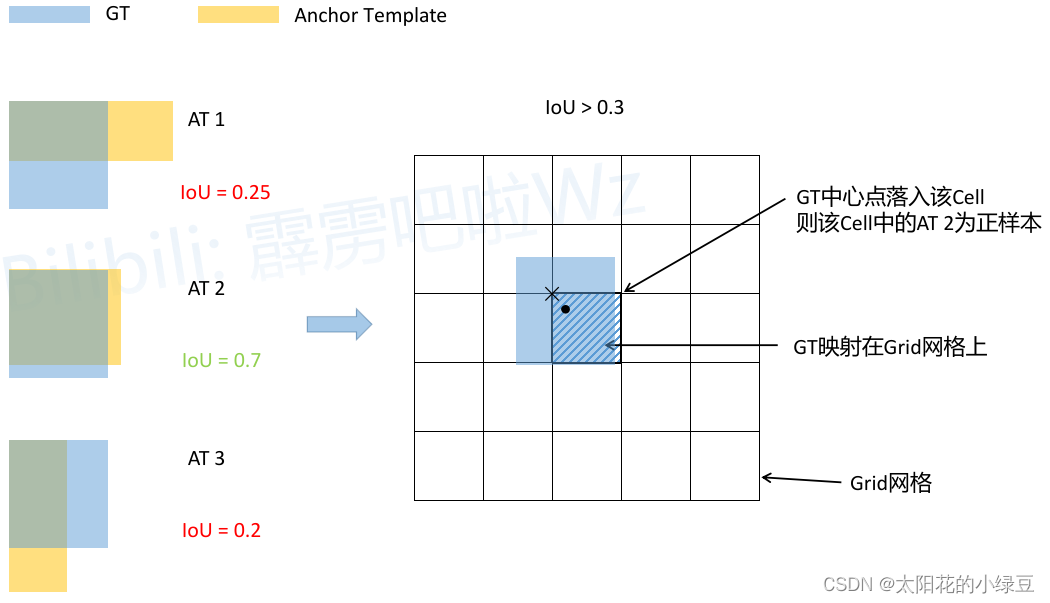 GT
Anchor Template
AT 1
IoU = 0.25
AT 2
IoU = 0.7
AT 3
IoU = 0.2
IoU > 0.3
GT中心点落入该Cell
则该Cell中的AT 2为正样本
GT映射在Grid网格上
Grid网格
Bilibili: 霹雳吧啦Wz
CSDN @太阳花的小绿豆